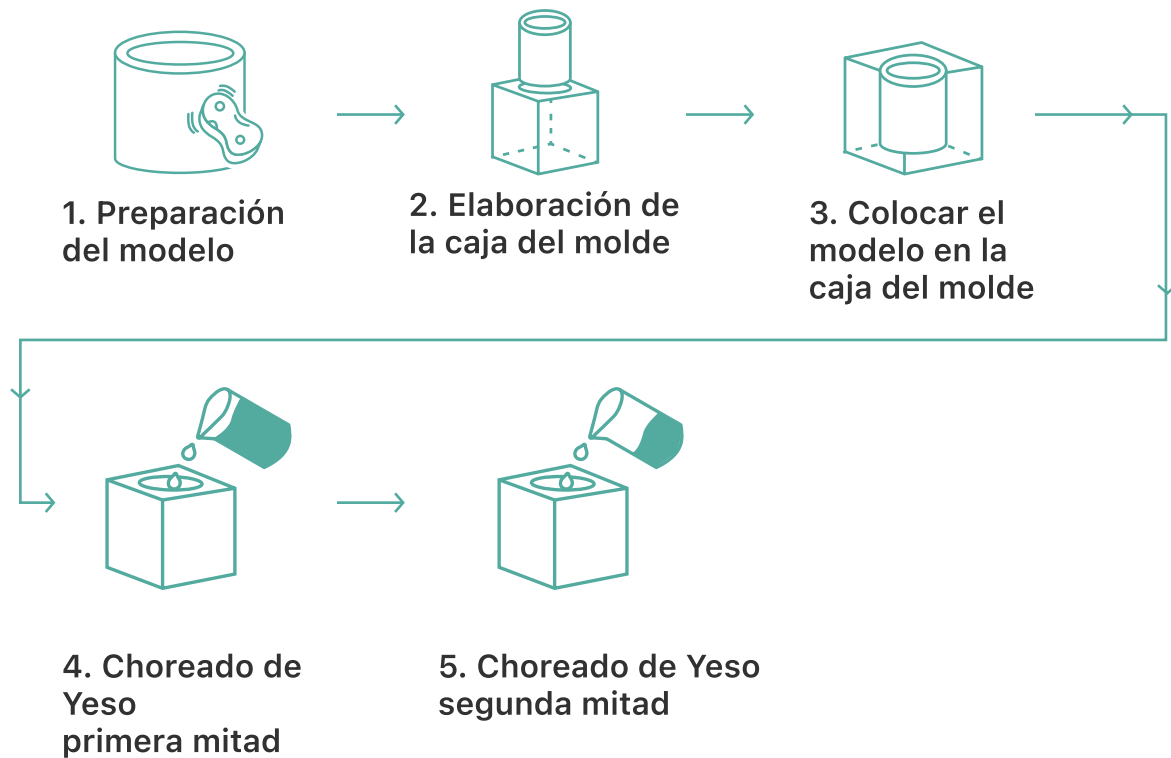 1. Preparación
del modelo
2. Elaboración de
la caja del molde
3. Colocar el
modelo en la
caja del molde
4. Choreado de
Yeso
primera mitad
5. Choreado de Yeso
segunda mitad